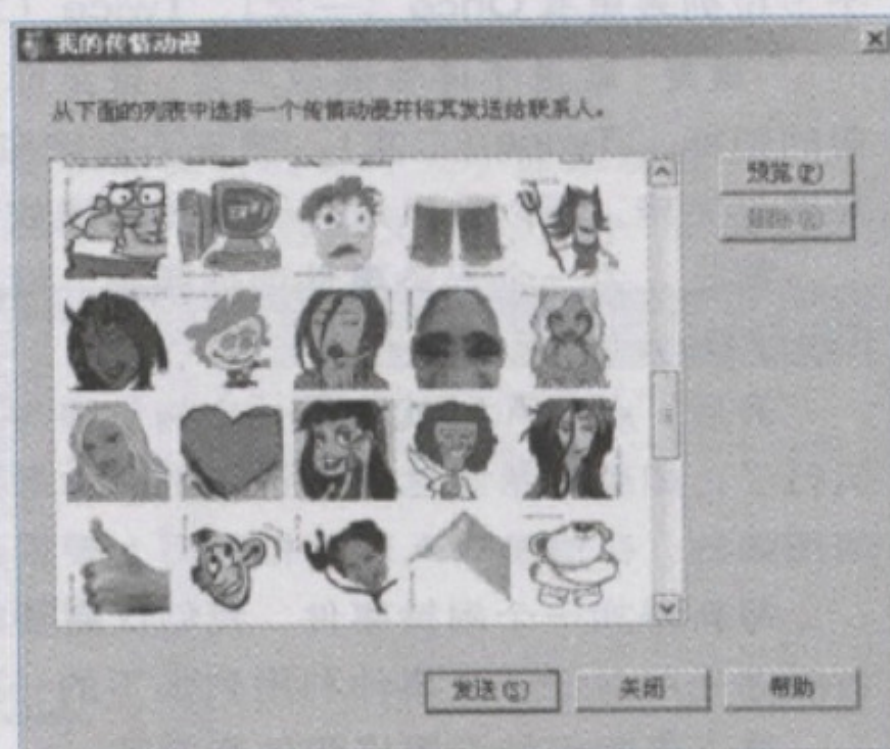 我的传情动漫
从下面的列表中选择一个传情动漫并将其发送给联系人。
预览(P)
删除(R)
发送(S)
关闭
帮助